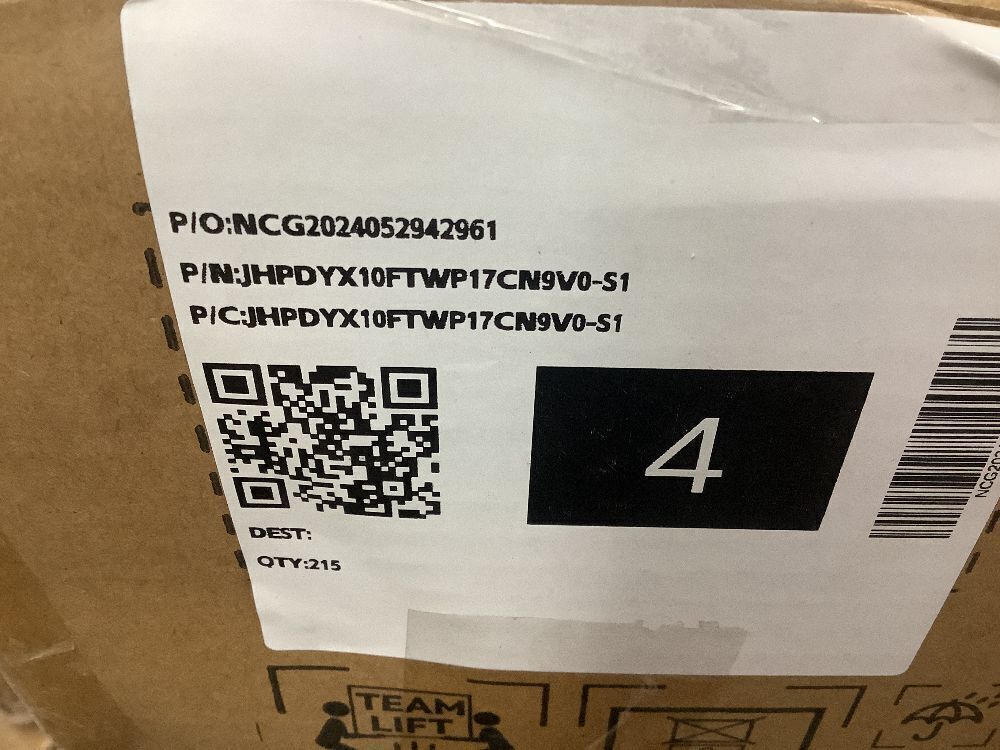 P/O:NCG2024052942961
P/N:JHPDYX10FTWP17CN9V0-S1
P/C:JHPDYX10FTWP17CN9V0-S1
4
DEST:
QTY:215
TEAM
LIFT